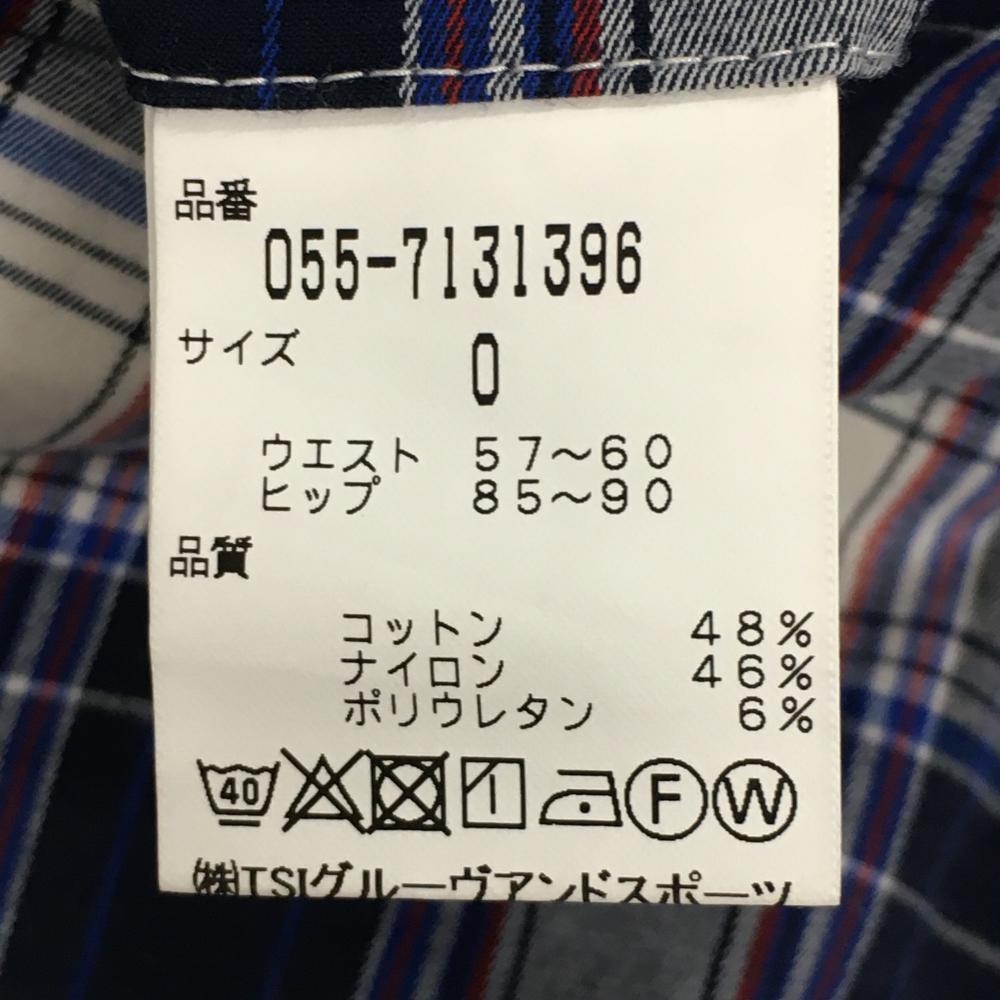 品番
055-7131396
サイズ
0
ウエスト 57～60
ヒップ 85～90
品質
コットン 48%
ナイロン 46%
ポリウレタン 6%
40 F W
㈱TSIグルーヴアンドスポーツ